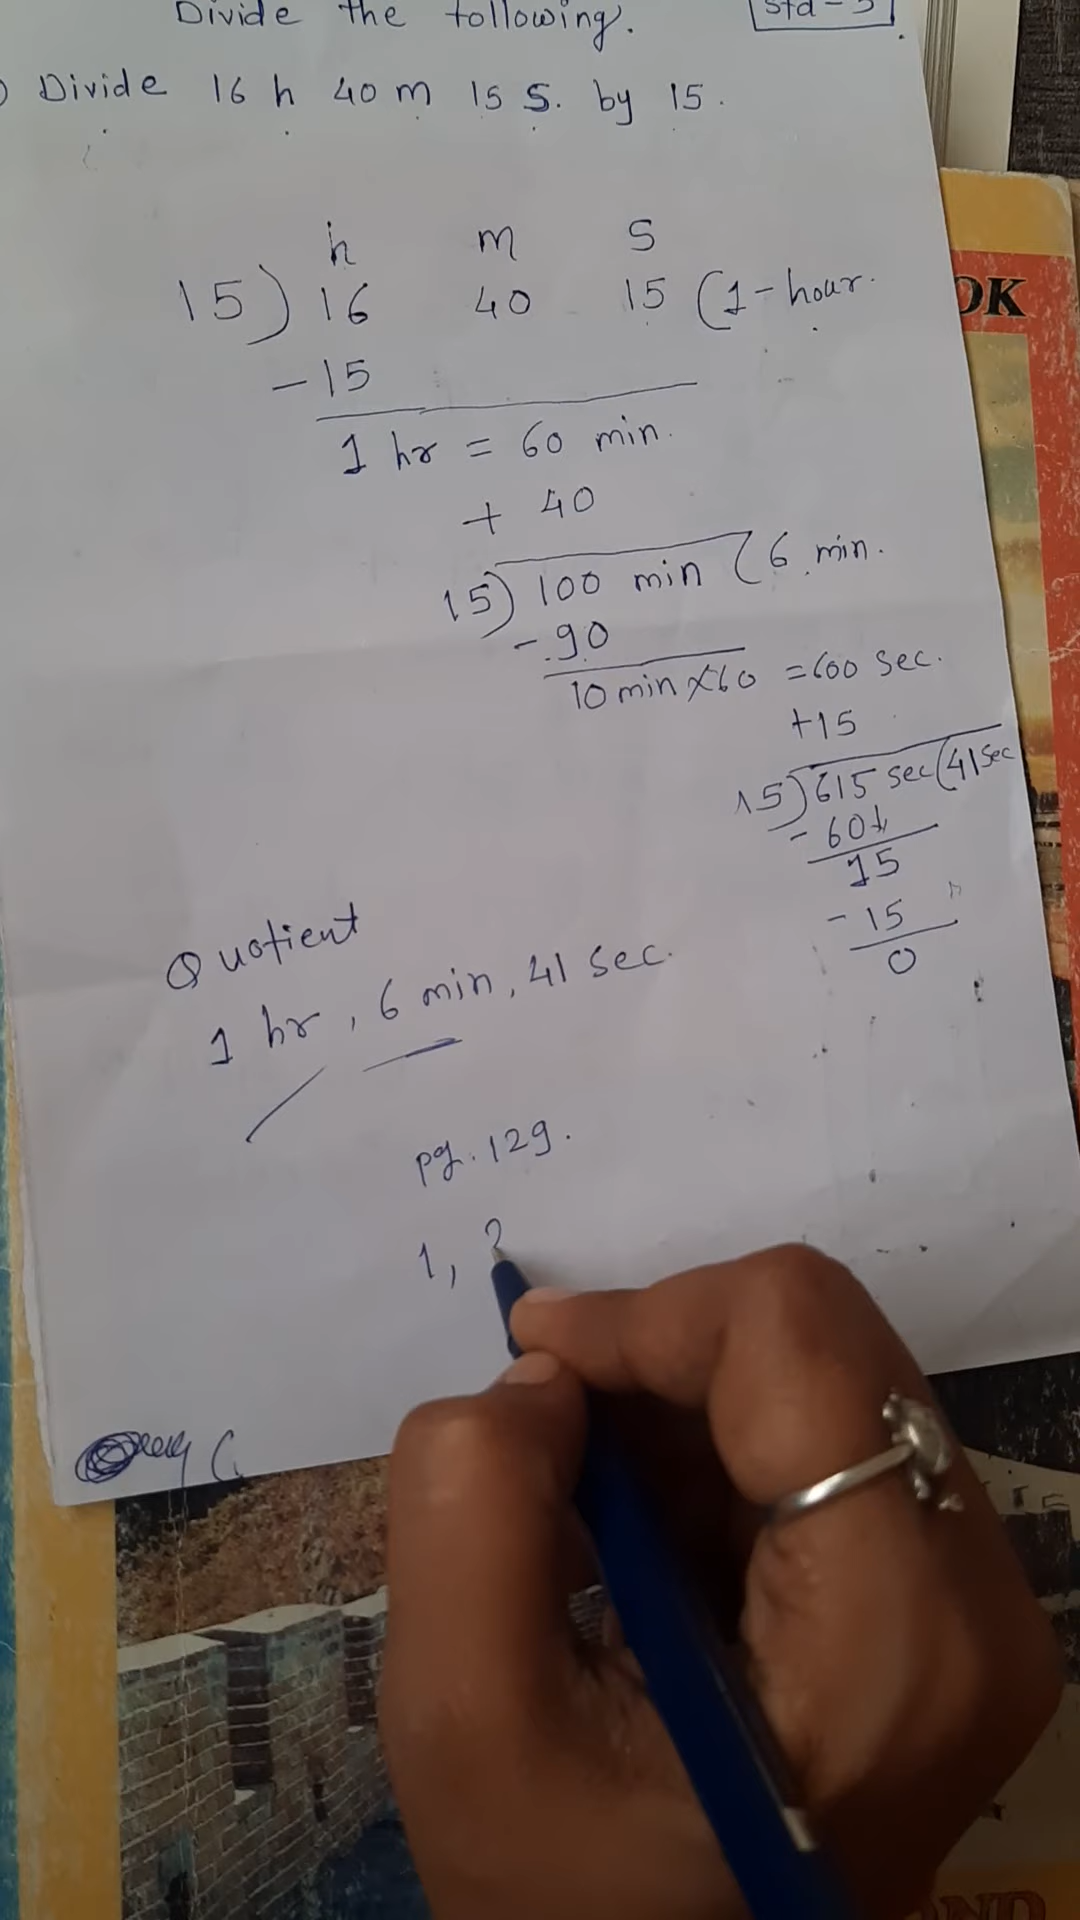 Divide the following.
Std - 5
Divide 16 h 40 m 15 s. by 15.
h m s
15) 16 40 15 (1-hour.
-15
1 hr = 60 min.
+ 40
15) 100 min (6 min.
-90
10 min x 60 = 600 sec.
+15
15) 615 sec (41 sec
-60↓
15
-15
0
Quotient
1 hr, 6 min, 41 sec.
pg. 129.
1, 2
OK
ND